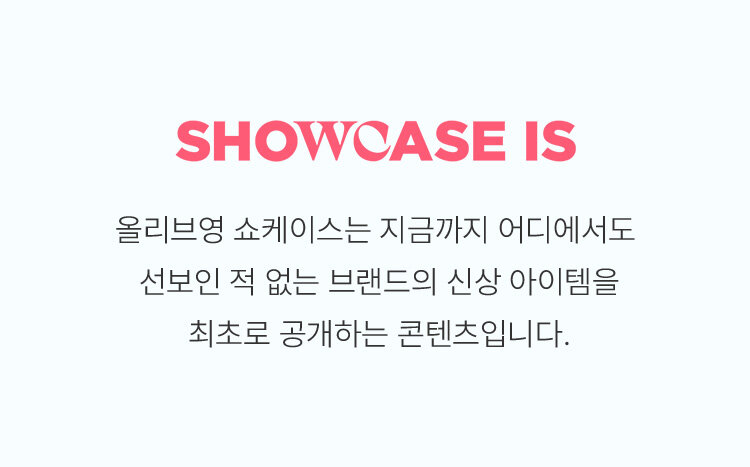 SHOWCASE IS
올리브영 쇼케이스는 지금까지 어디에서도
선보인 적 없는 브랜드의 신상 아이템을
최초로 공개하는 콘텐츠입니다.